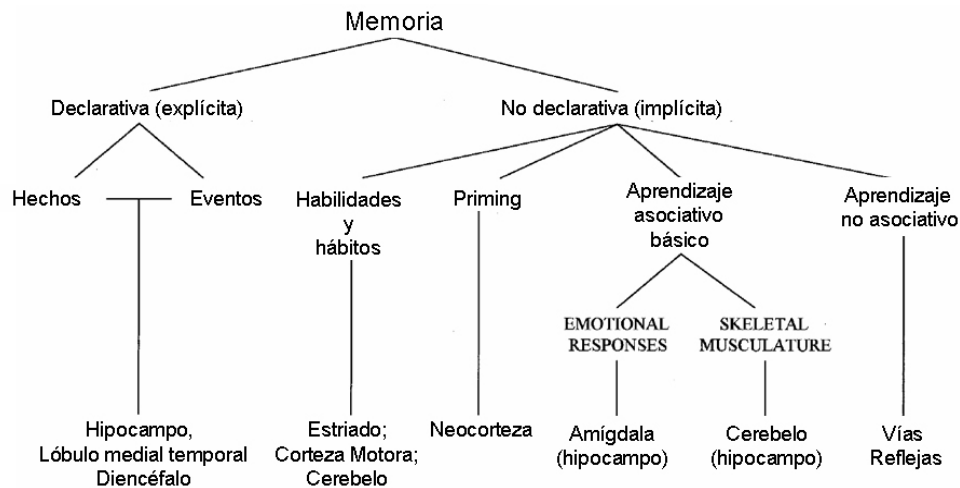 Memoria
Declarativa (explícita)
No declarativa (implícita)
Hechos
Eventos
Habilidades
y
hábitos
Priming
Aprendizaje
asociativo
básico
Aprendizaje
no asociativo
EMOTIONAL
RESPONSES
SKELETAL
MUSCULATURE
Hipocampo,
Lóbulo medial temporal
Diencéfalo
Estriado;
Corteza Motora;
Cerebelo
Neocorteza
Amígdala
(hipocampo)
Cerebelo
(hipocampo)
Vías
Reflejas